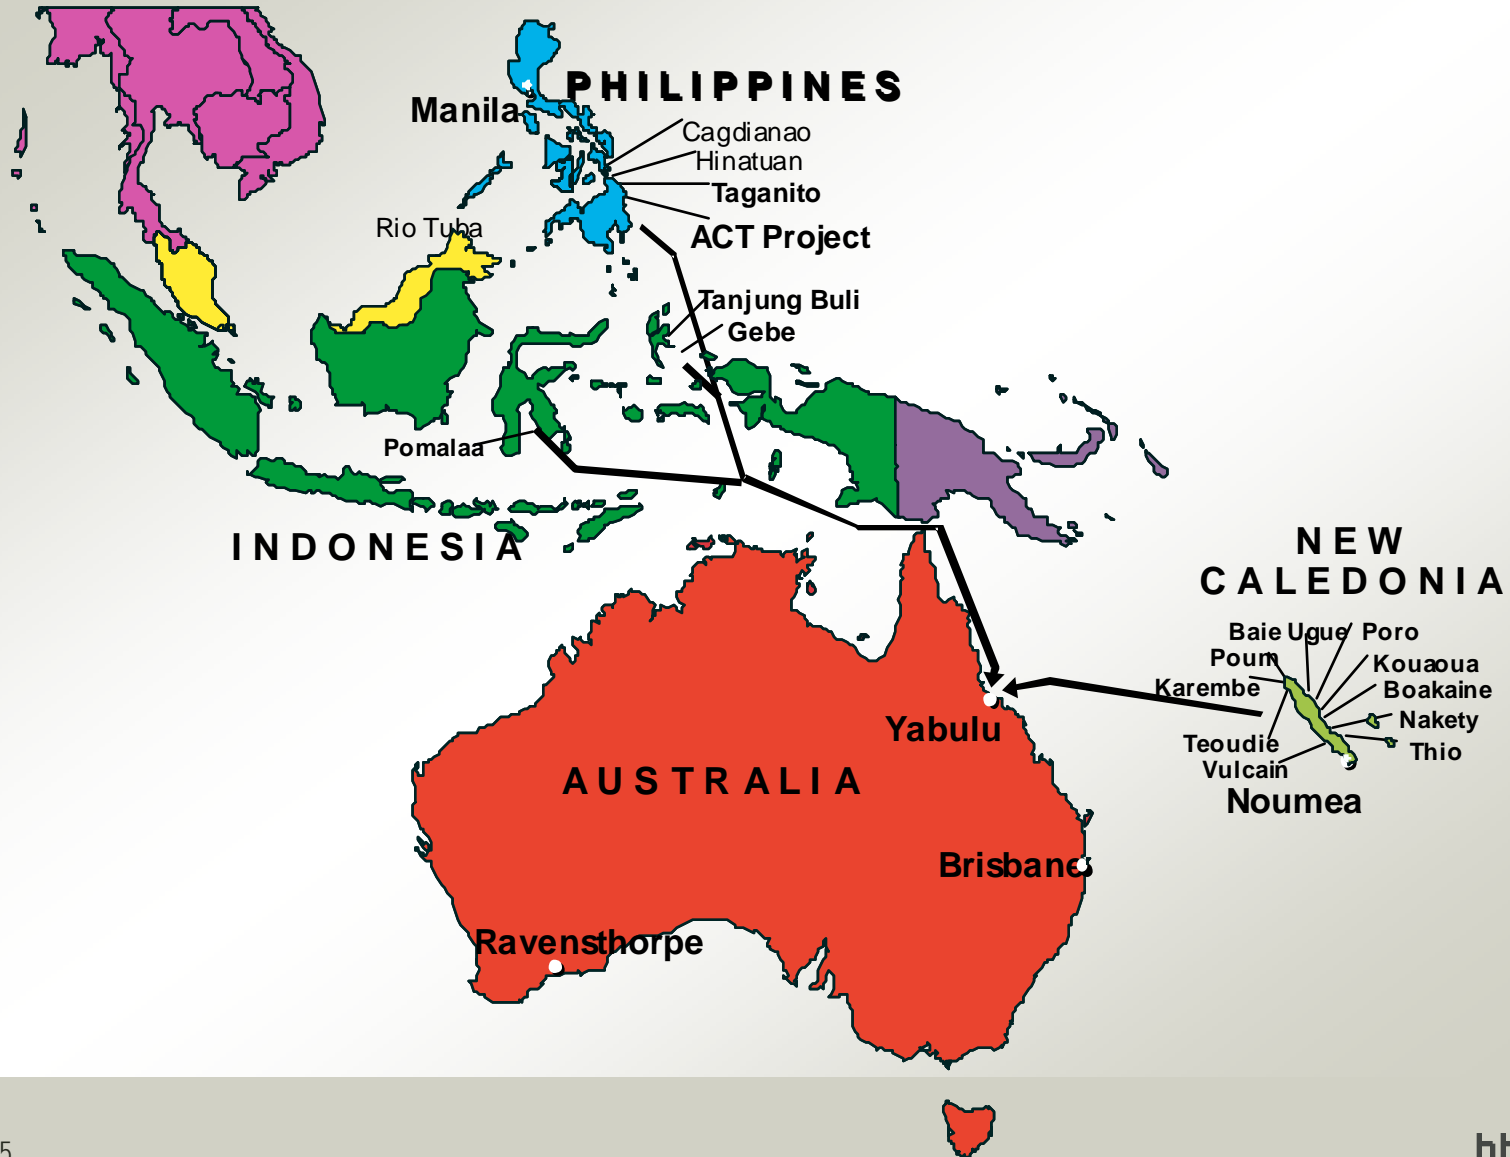 PHILIPPINES
Manila
Cagdianao
Hinatuan
Taganito
Rio Tuba
ACT Project
Tanjung Buli
Gebe
Pomalaa
INDONESIA
NEW
CALEDONIA
Baie Ugue
Poro
Poum
Kouaoua
Karembe
Boakaine
Nakety
Yabulu
Teoudie
Thio
Vulcain
AUSTRALIA
Noumea
Brisbane
Ravensthorpe
5